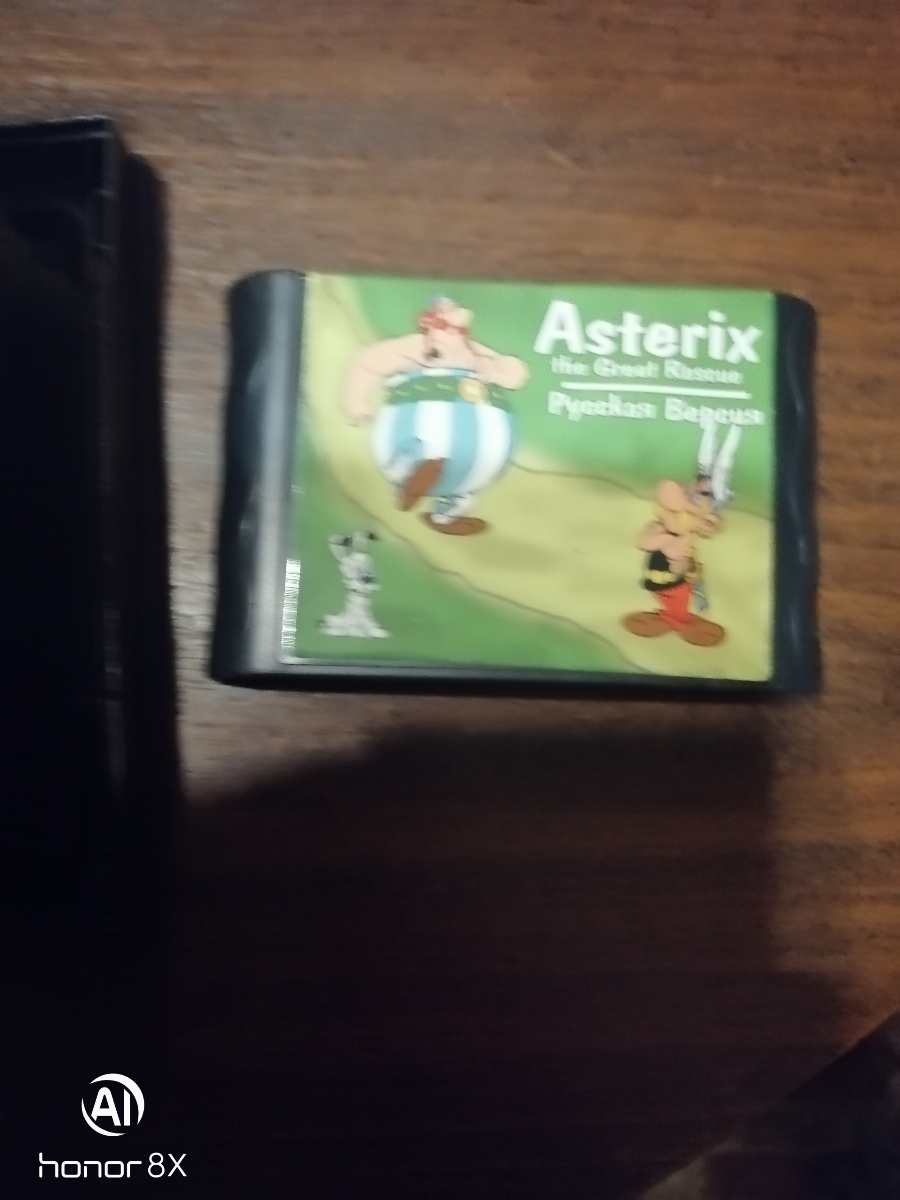 Asterix
the Great Rescue
Русская Версия
AI
honor 8X